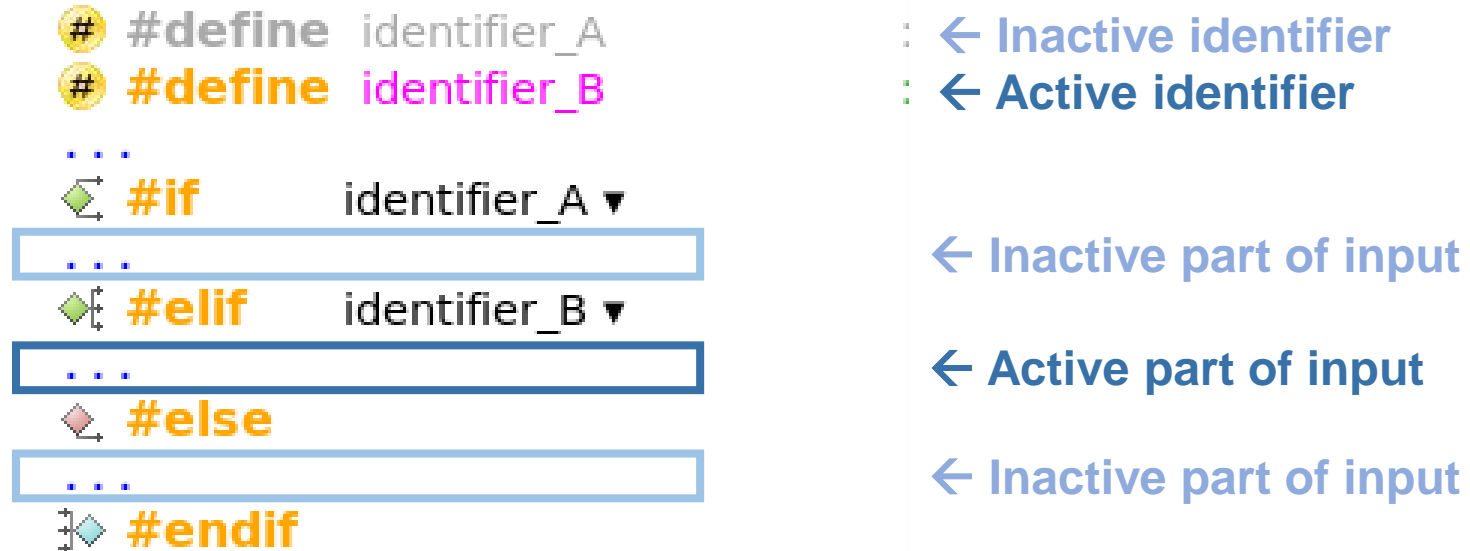 # #define identifier_A : ← Inactive identifier
# #define identifier_B : ← Active identifier
...
#if identifier_A ▼
... ← Inactive part of input
#elif identifier_B ▼
... ← Active part of input
#else
... ← Inactive part of input
#endif